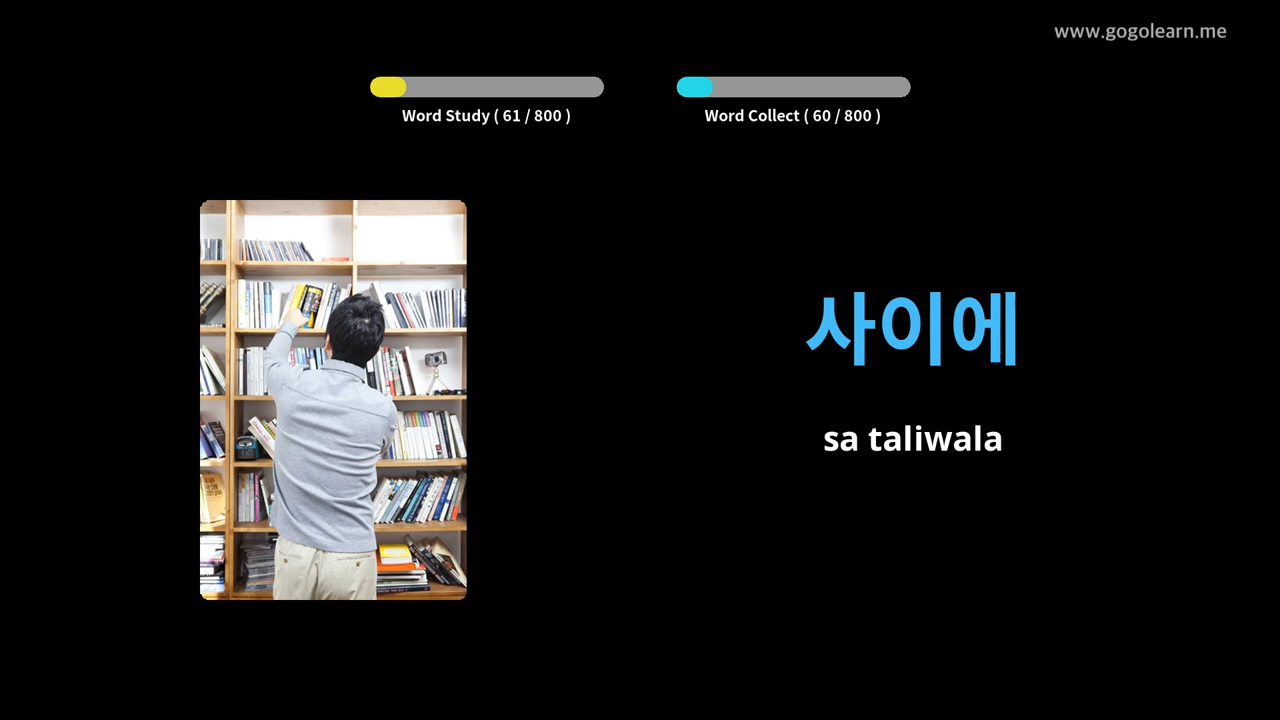 www.gogolearn.me
Word Study ( 61 / 800 )
Word Collect ( 60 / 800 )
사이에
sa taliwala